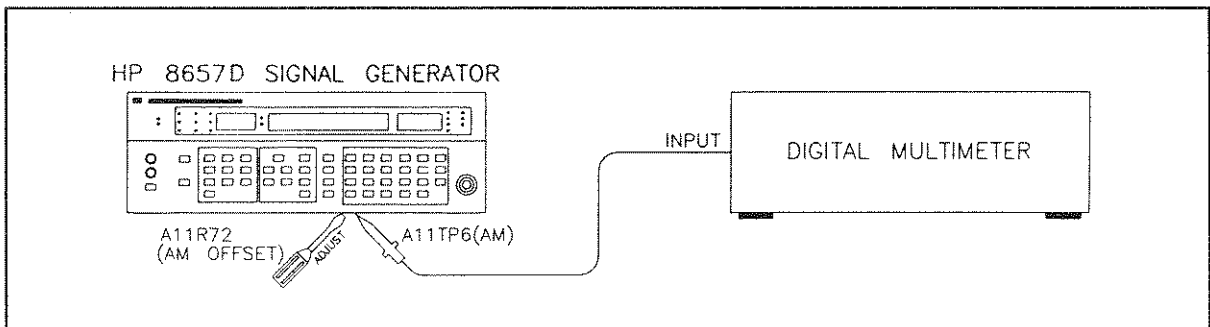 HP 8657D SIGNAL GENERATOR
INPUT
DIGITAL MULTIMETER
A11R72
(AM OFFSET)
ADJUST
A11TP6(AM)